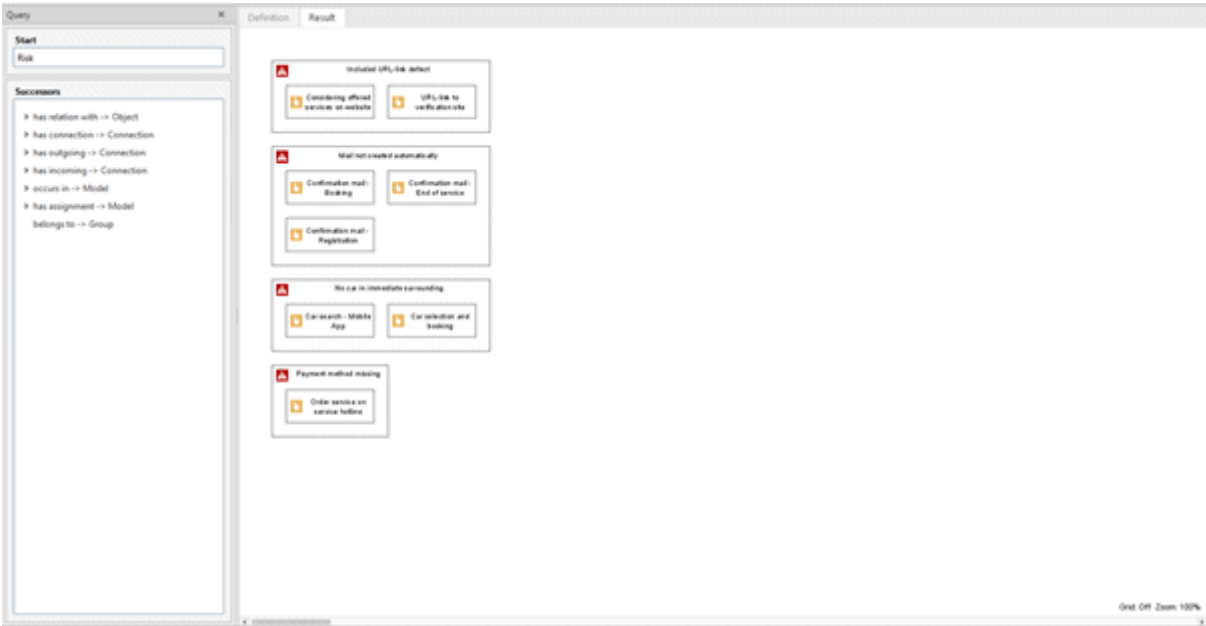 Query
×
Start
Risk
Successors
has relation with -> Object
has connection -> Connection
has outgoing -> Connection
has incoming -> Connection
occurs in -> Model
has assignment -> Model
belongs to -> Group
Definition
Result
Included URL-link defect
Considering offered
services on website
URL-link to
verification site
Mail not created automatically
Confirmation mail -
Booking
Confirmation mail -
End of service
Confirmation mail -
Registration
No car in immediate surrounding
Car search - Mobile
App
Car selection and
booking
Payment method missing
Order service on
service hotline
Grid: Off Zoom: 100%